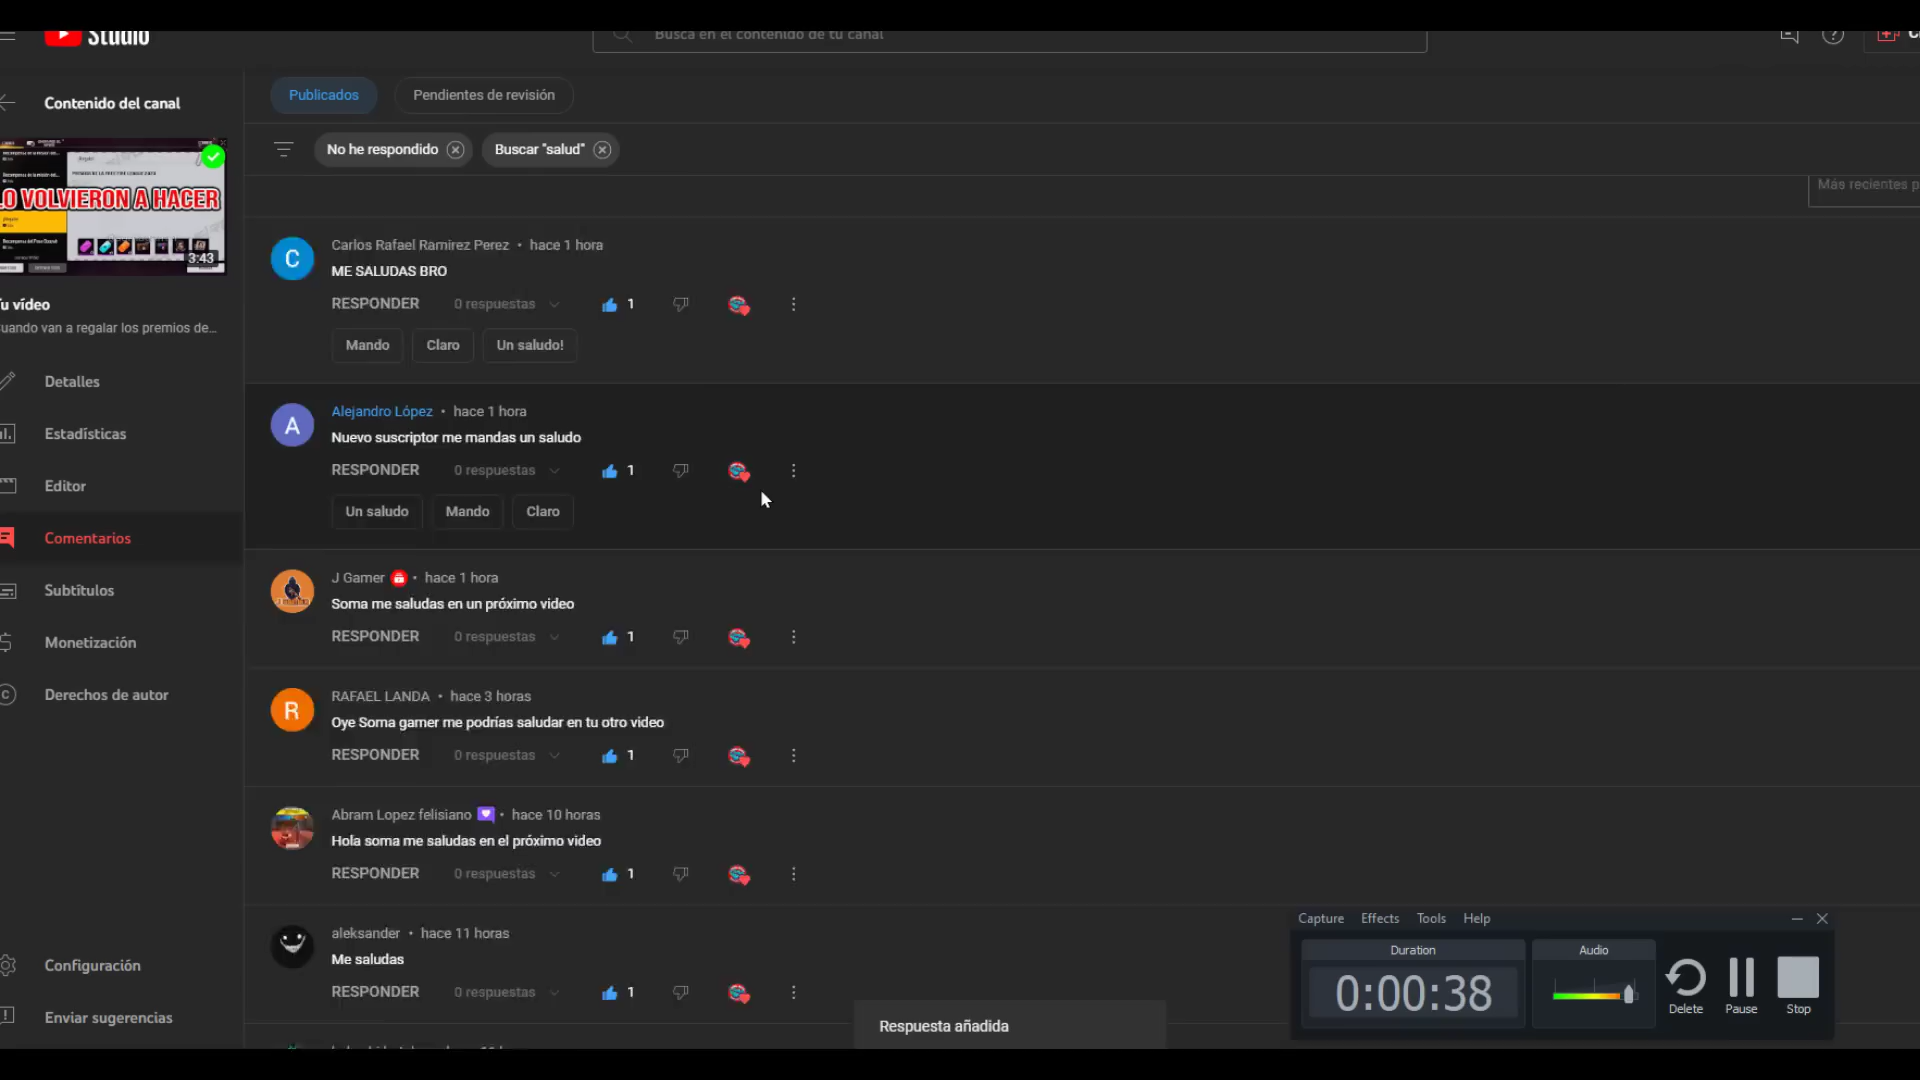 Studio
Busca en el contenido de tu canal
Contenido del canal
Publicados
Pendientes de revisión
No he respondido
Buscar "salud"
LO VOLVIERON A HACER
3:43
Más recientes p
Carlos Rafael Ramirez Perez • hace 1 hora
ME SALUDAS BRO
RESPONDER 0 respuestas 1
Mando Claro Un saludo!
Tu vídeo
Cuando van a regalar los premios de...
Detalles
Estadísticas
Editor
Comentarios
Subtítulos
Monetización
Derechos de autor
Configuración
Enviar sugerencias
A
Alejandro López • hace 1 hora
Nuevo suscriptor me mandas un saludo
RESPONDER 0 respuestas 1
Un saludo Mando Claro
J Gamer • hace 1 hora
Soma me saludas en un próximo video
RESPONDER 0 respuestas 1
R
RAFAEL LANDA • hace 3 horas
Oye Soma gamer me podrías saludar en tu otro video
RESPONDER 0 respuestas 1
Abram Lopez felisiano • hace 10 horas
Hola soma me saludas en el próximo video
RESPONDER 0 respuestas 1
aleksander • hace 11 horas
Me saludas
RESPONDER 0 respuestas 1
Respuesta añadida
Capture Effects Tools Help
Duration
0:00:38
Audio
Delete Pause Stop